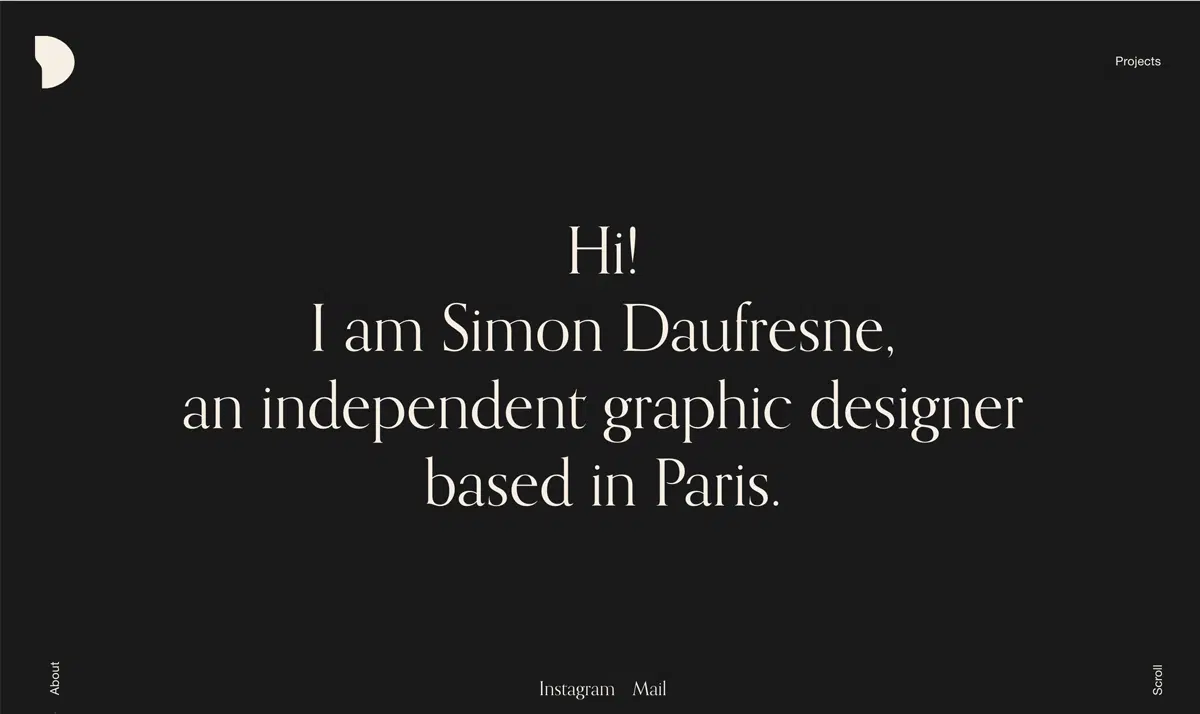 Projects
Hi!
I am Simon Daufresne,
an independent graphic designer
based in Paris.
About
Instagram Mail
Scroll